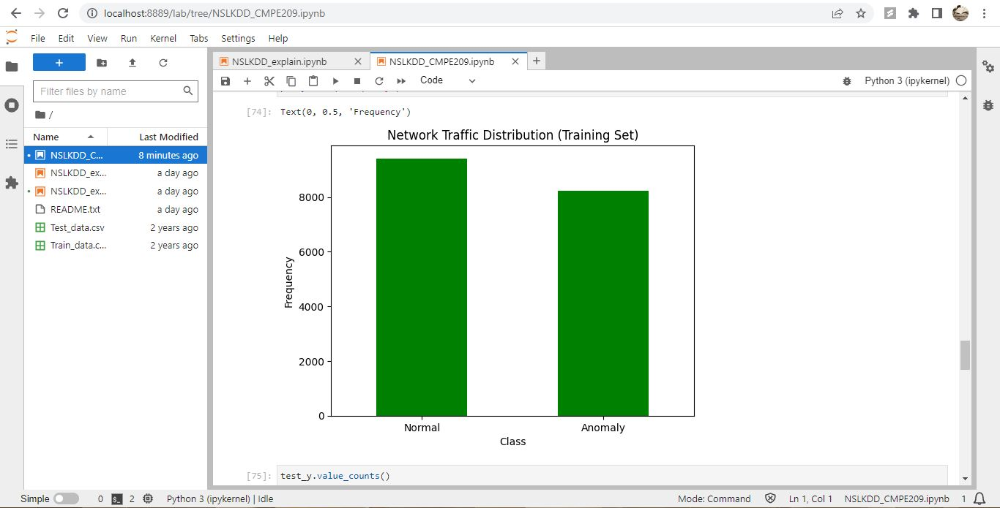 localhost:8889/lab/tree/NSLKDD_CMPE209.ipynb
File Edit View Run Kernel Tabs Settings Help
NSLKDD_explain.ipynb
NSLKDD_CMPE209.ipynb
Filter files by name
Code
Python 3 (ipykernel)
/
Name Last Modified
NSLKDD_C... 8 minutes ago
NSLKDD_ex... a day ago
NSLKDD_ex... a day ago
README.txt a day ago
Test_data.csv 2 years ago
Train_data.c... 2 years ago
[74]: Text(0, 0.5, 'Frequency')
Network Traffic Distribution (Training Set)
8000
6000
4000
2000
0
Frequency
Normal Anomaly
Class
[75]: test_y.value_counts()
Simple 0 $_ 2 Python 3 (ipykernel) | Idle Mode: Command Ln 1, Col 1 NSLKDD_CMPE209.ipynb 1